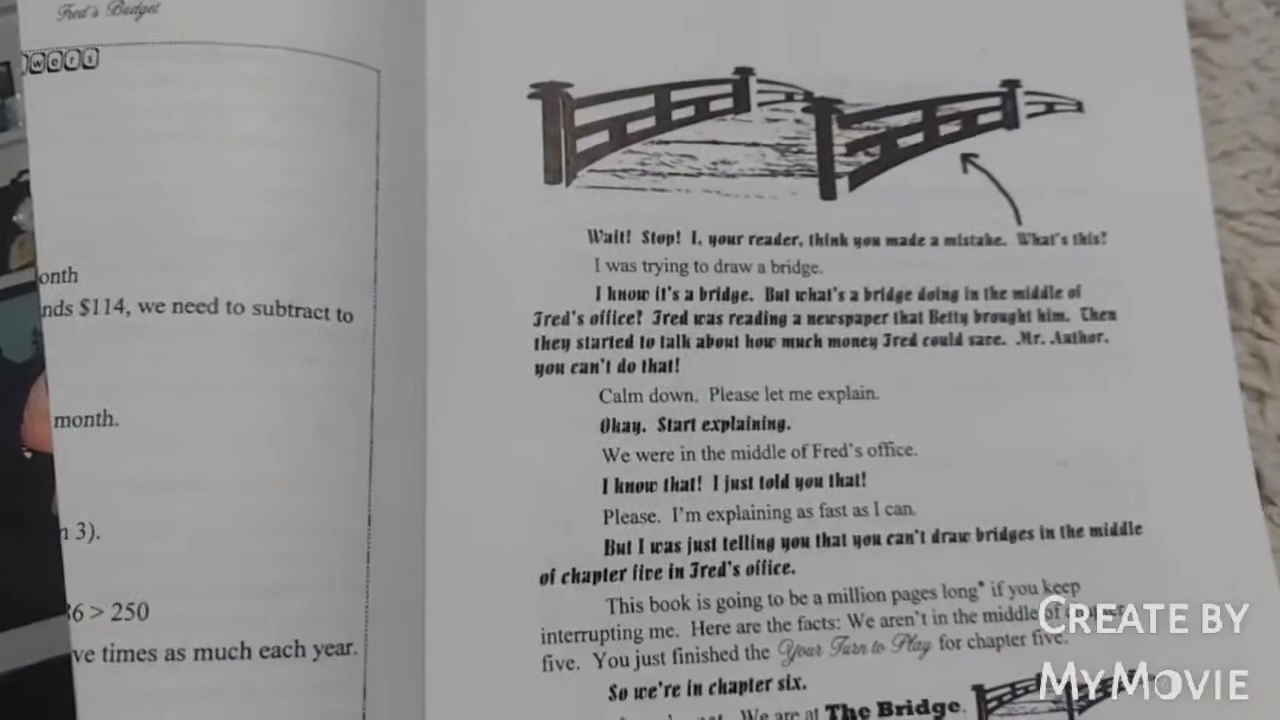 Fred's Budget
wers
onth
nds $114, we need to subtract to
month.
n 3).
36 > 250
ve times as much each year.
Wait! Stop! I, your reader, think you made a mistake. What's this?
I was trying to draw a bridge.
I know it's a bridge. But what's a bridge doing in the middle of
Fred's office? Fred was reading a newspaper that Betty brought him. Then
they started to talk about how much money Fred could save. Mr. Author,
you can't do that!
Calm down. Please let me explain.
Okay. Start explaining.
We were in the middle of Fred's office.
I know that! I just told you that!
Please. I'm explaining as fast as I can.
But I was just telling you that you can't draw bridges in the middle
of chapter five in Fred's office.
This book is going to be a million pages long* if you keep
interrupting me. Here are the facts: We aren't in the middle of chapter
five. You just finished the Your Turn to Play for chapter five.
So we're in chapter six.
We are at The Bridge.
CREATE BY
MYMOVIE